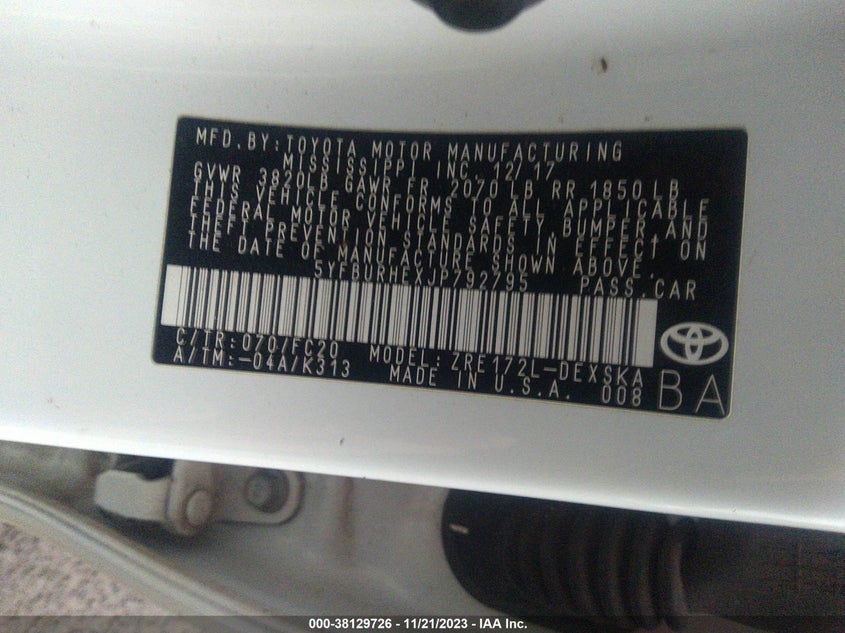 MFD.BY:TOYOTA MOTOR MANUFACTURING
MISSISSIPPI INC. 12/17
GVWR 3820LB GAWR FR 2070 LB RR 1850 LB
THIS VEHICLE CONFORMS TO ALL APPLICABLE
FEDERAL MOTOR VEHICLE SAFETY, BUMPER, AND
THEFT PREVENTION STANDARDS IN EFFECT ON
THE DATE OF MANUFACTURE SHOWN ABOVE.
5YFBURHEXJP792795 PASS.CAR
C/TR:070/FC20 MODEL: ZRE172L-DEXSKA
A/TM:-04A/K313 MADE IN U.S.A. 008
BA
000-38129726 - 11/21/2023 - IAA Inc.